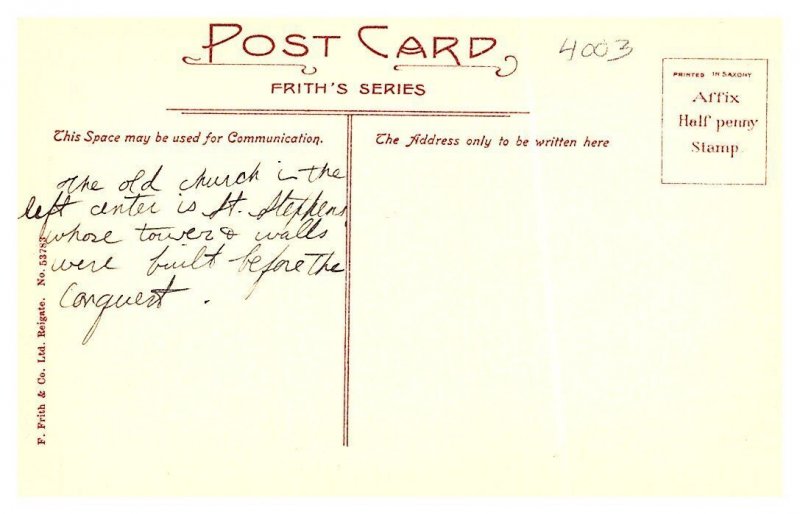 POST CARD
4003
FRITH'S SERIES
PRINTED IN SAXONY
Affix
Half penny
Stamp
This Space may be used for Communication.
The Address only to be written here
The old church in the
left center is St. Stephens
whose tower & walls
were built before the
Conquest.
F. Frith & Co. Ltd. Reigate. No. 53783